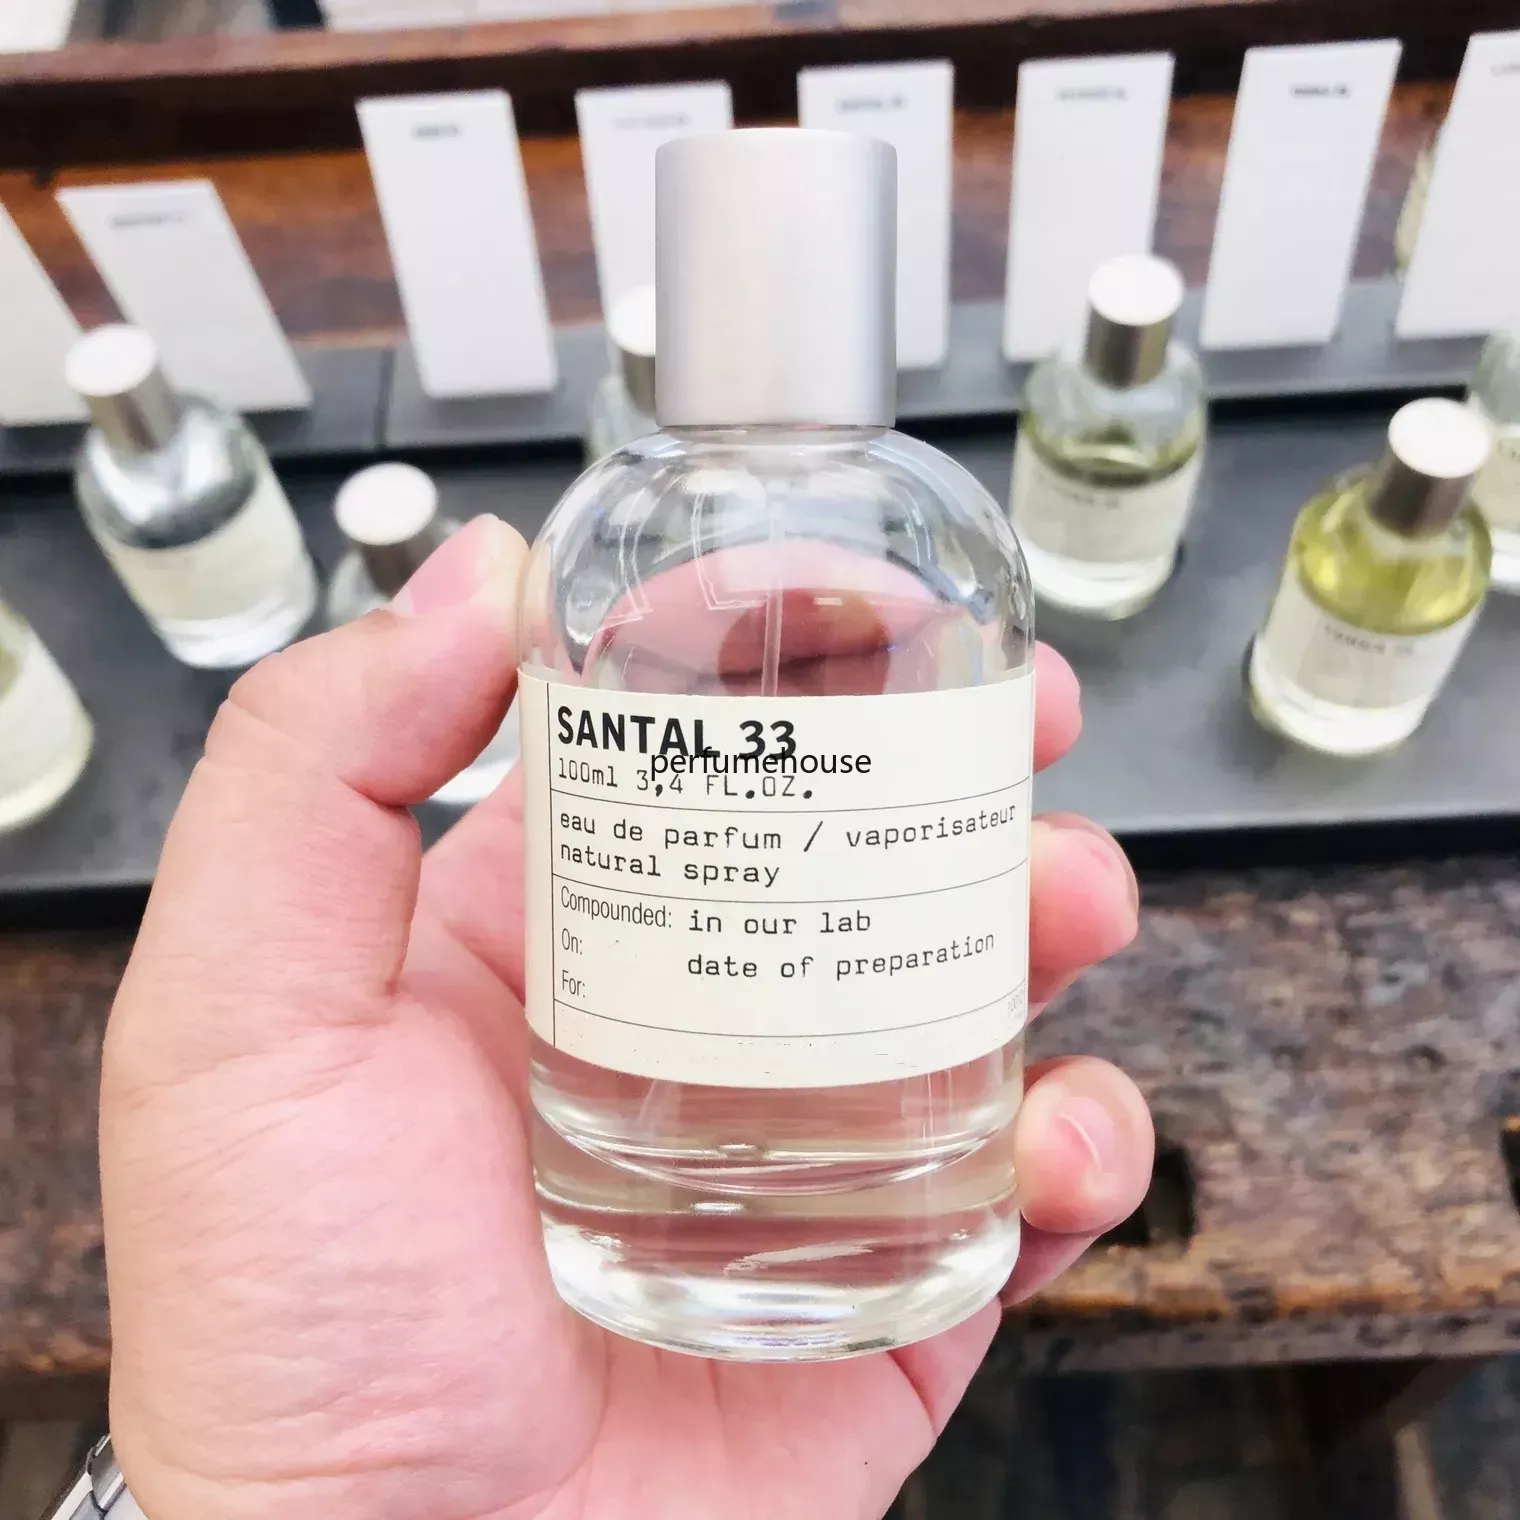 SANTAL 33
perfumehouse
100ml 3,4 FL.OZ.
eau de parfum / vaporisateur
natural spray
Compounded: in our lab
On: date of preparation
For: